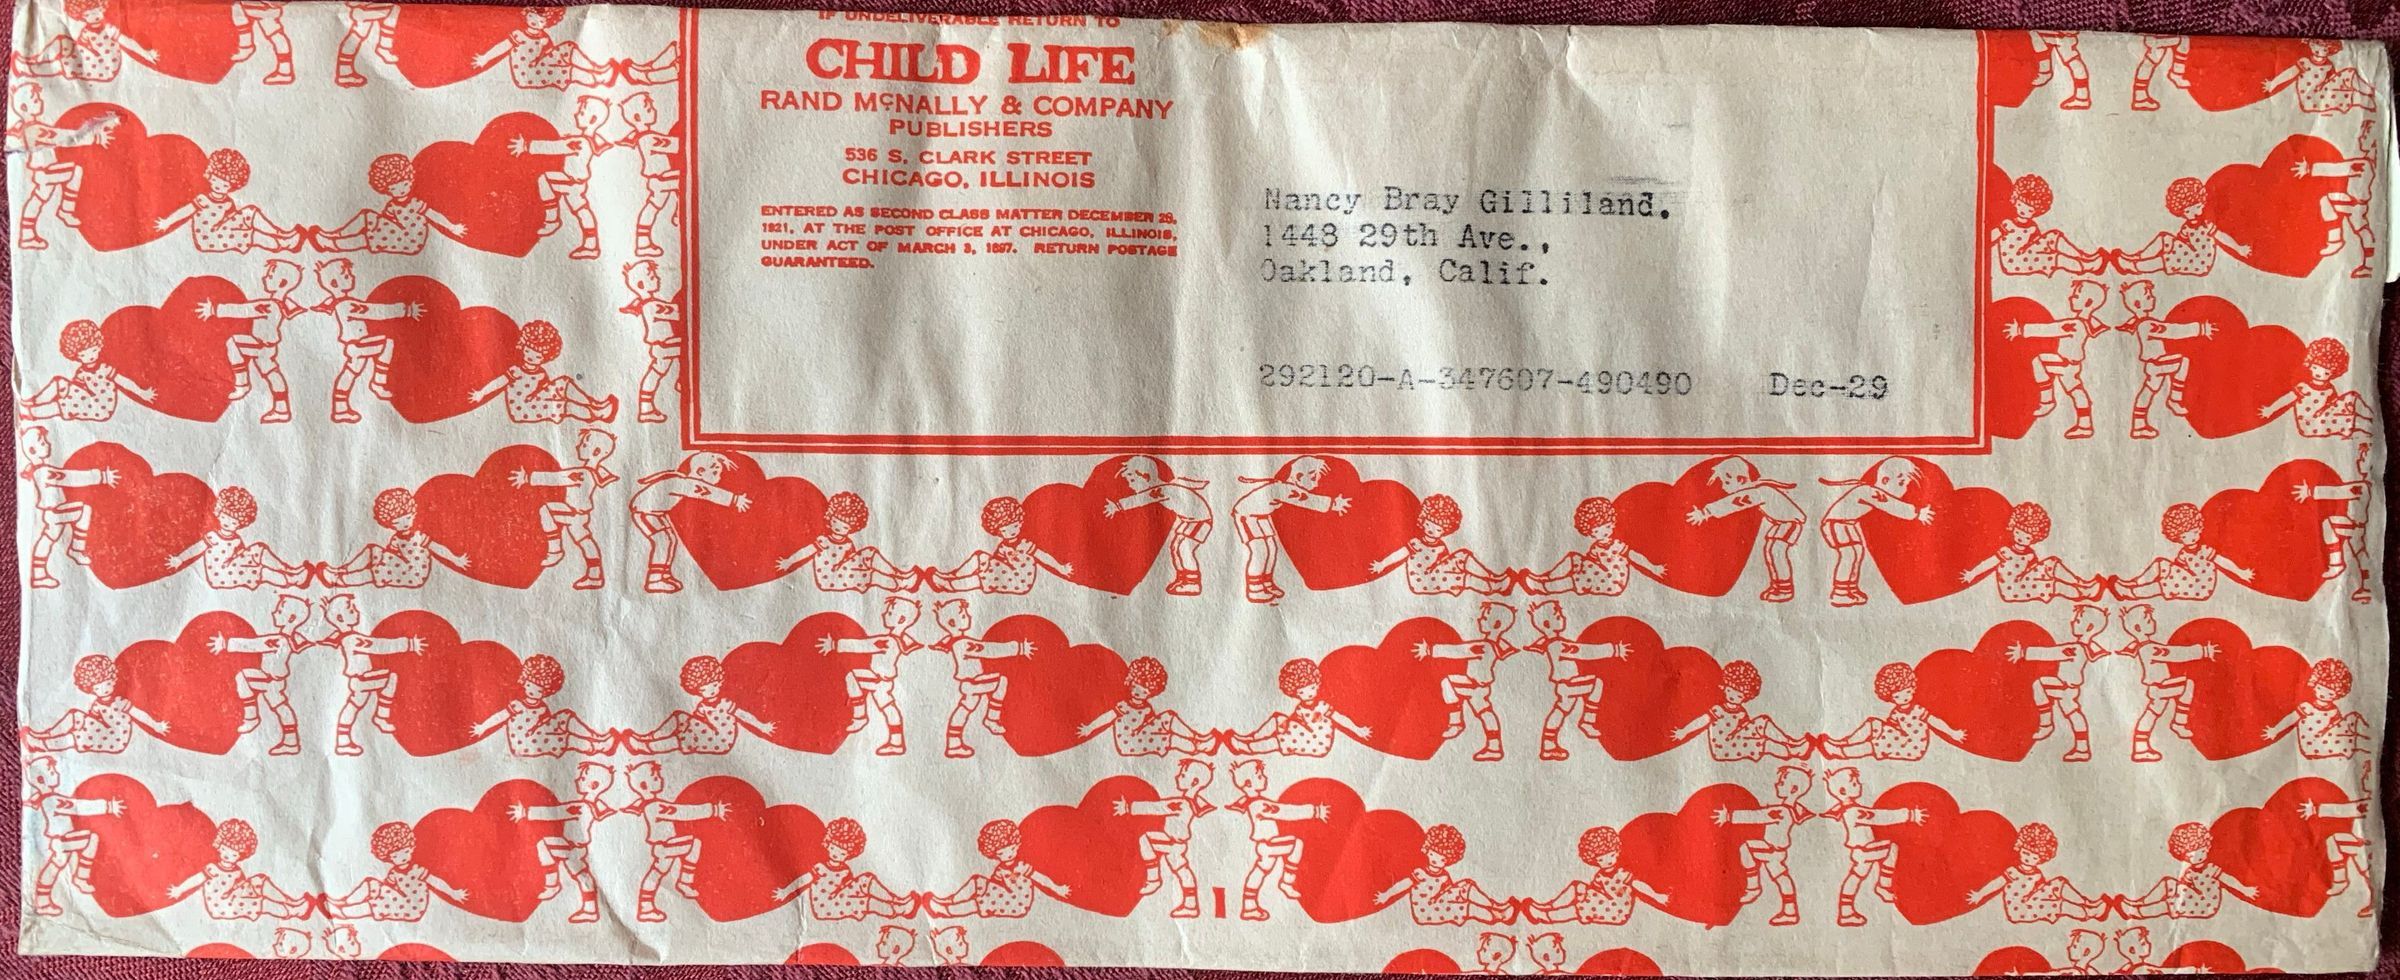 IF UNDELIVERABLE RETURN TO
CHILD LIFE
RAND McNALLY & COMPANY
PUBLISHERS
536 S. CLARK STREET
CHICAGO, ILLINOIS
ENTERED AS SECOND CLASS MATTER DECEMBER 28,
1921, AT THE POST OFFICE AT CHICAGO, ILLINOIS,
UNDER ACT OF MARCH 3, 1897. RETURN POSTAGE
GUARANTEED.
Nancy Bray Gilliland.
1448 29th Ave.,
Oakland, Calif.
292120-A-347607-490490 Dec-29
1